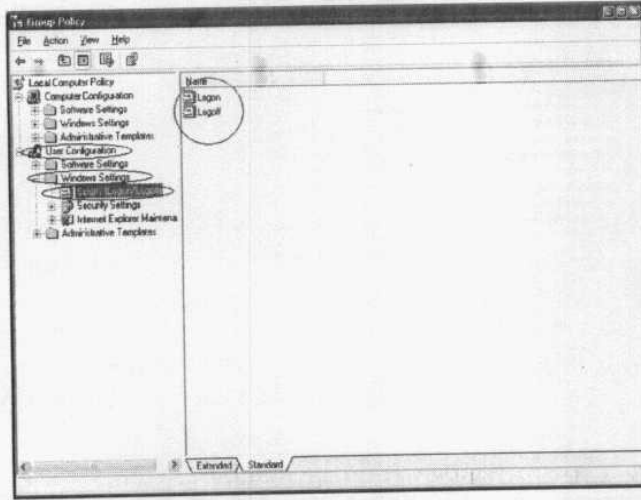 Group Policy
File Action View Help
Local Computer Policy
Computer Configuration
Software Settings
Windows Settings
Administrative Templates
User Configuration
Software Settings
Windows Settings
Security Settings
Internet Explorer Maintena
Administrative Templates
Name
Logon
Logoff
Extended Standard